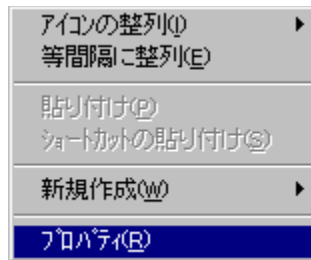 アイコンの整列(I)
等間隔に整列(E)
貼り付け(P)
ショートカットの貼り付け(S)
新規作成(W)
プロパティ(R)